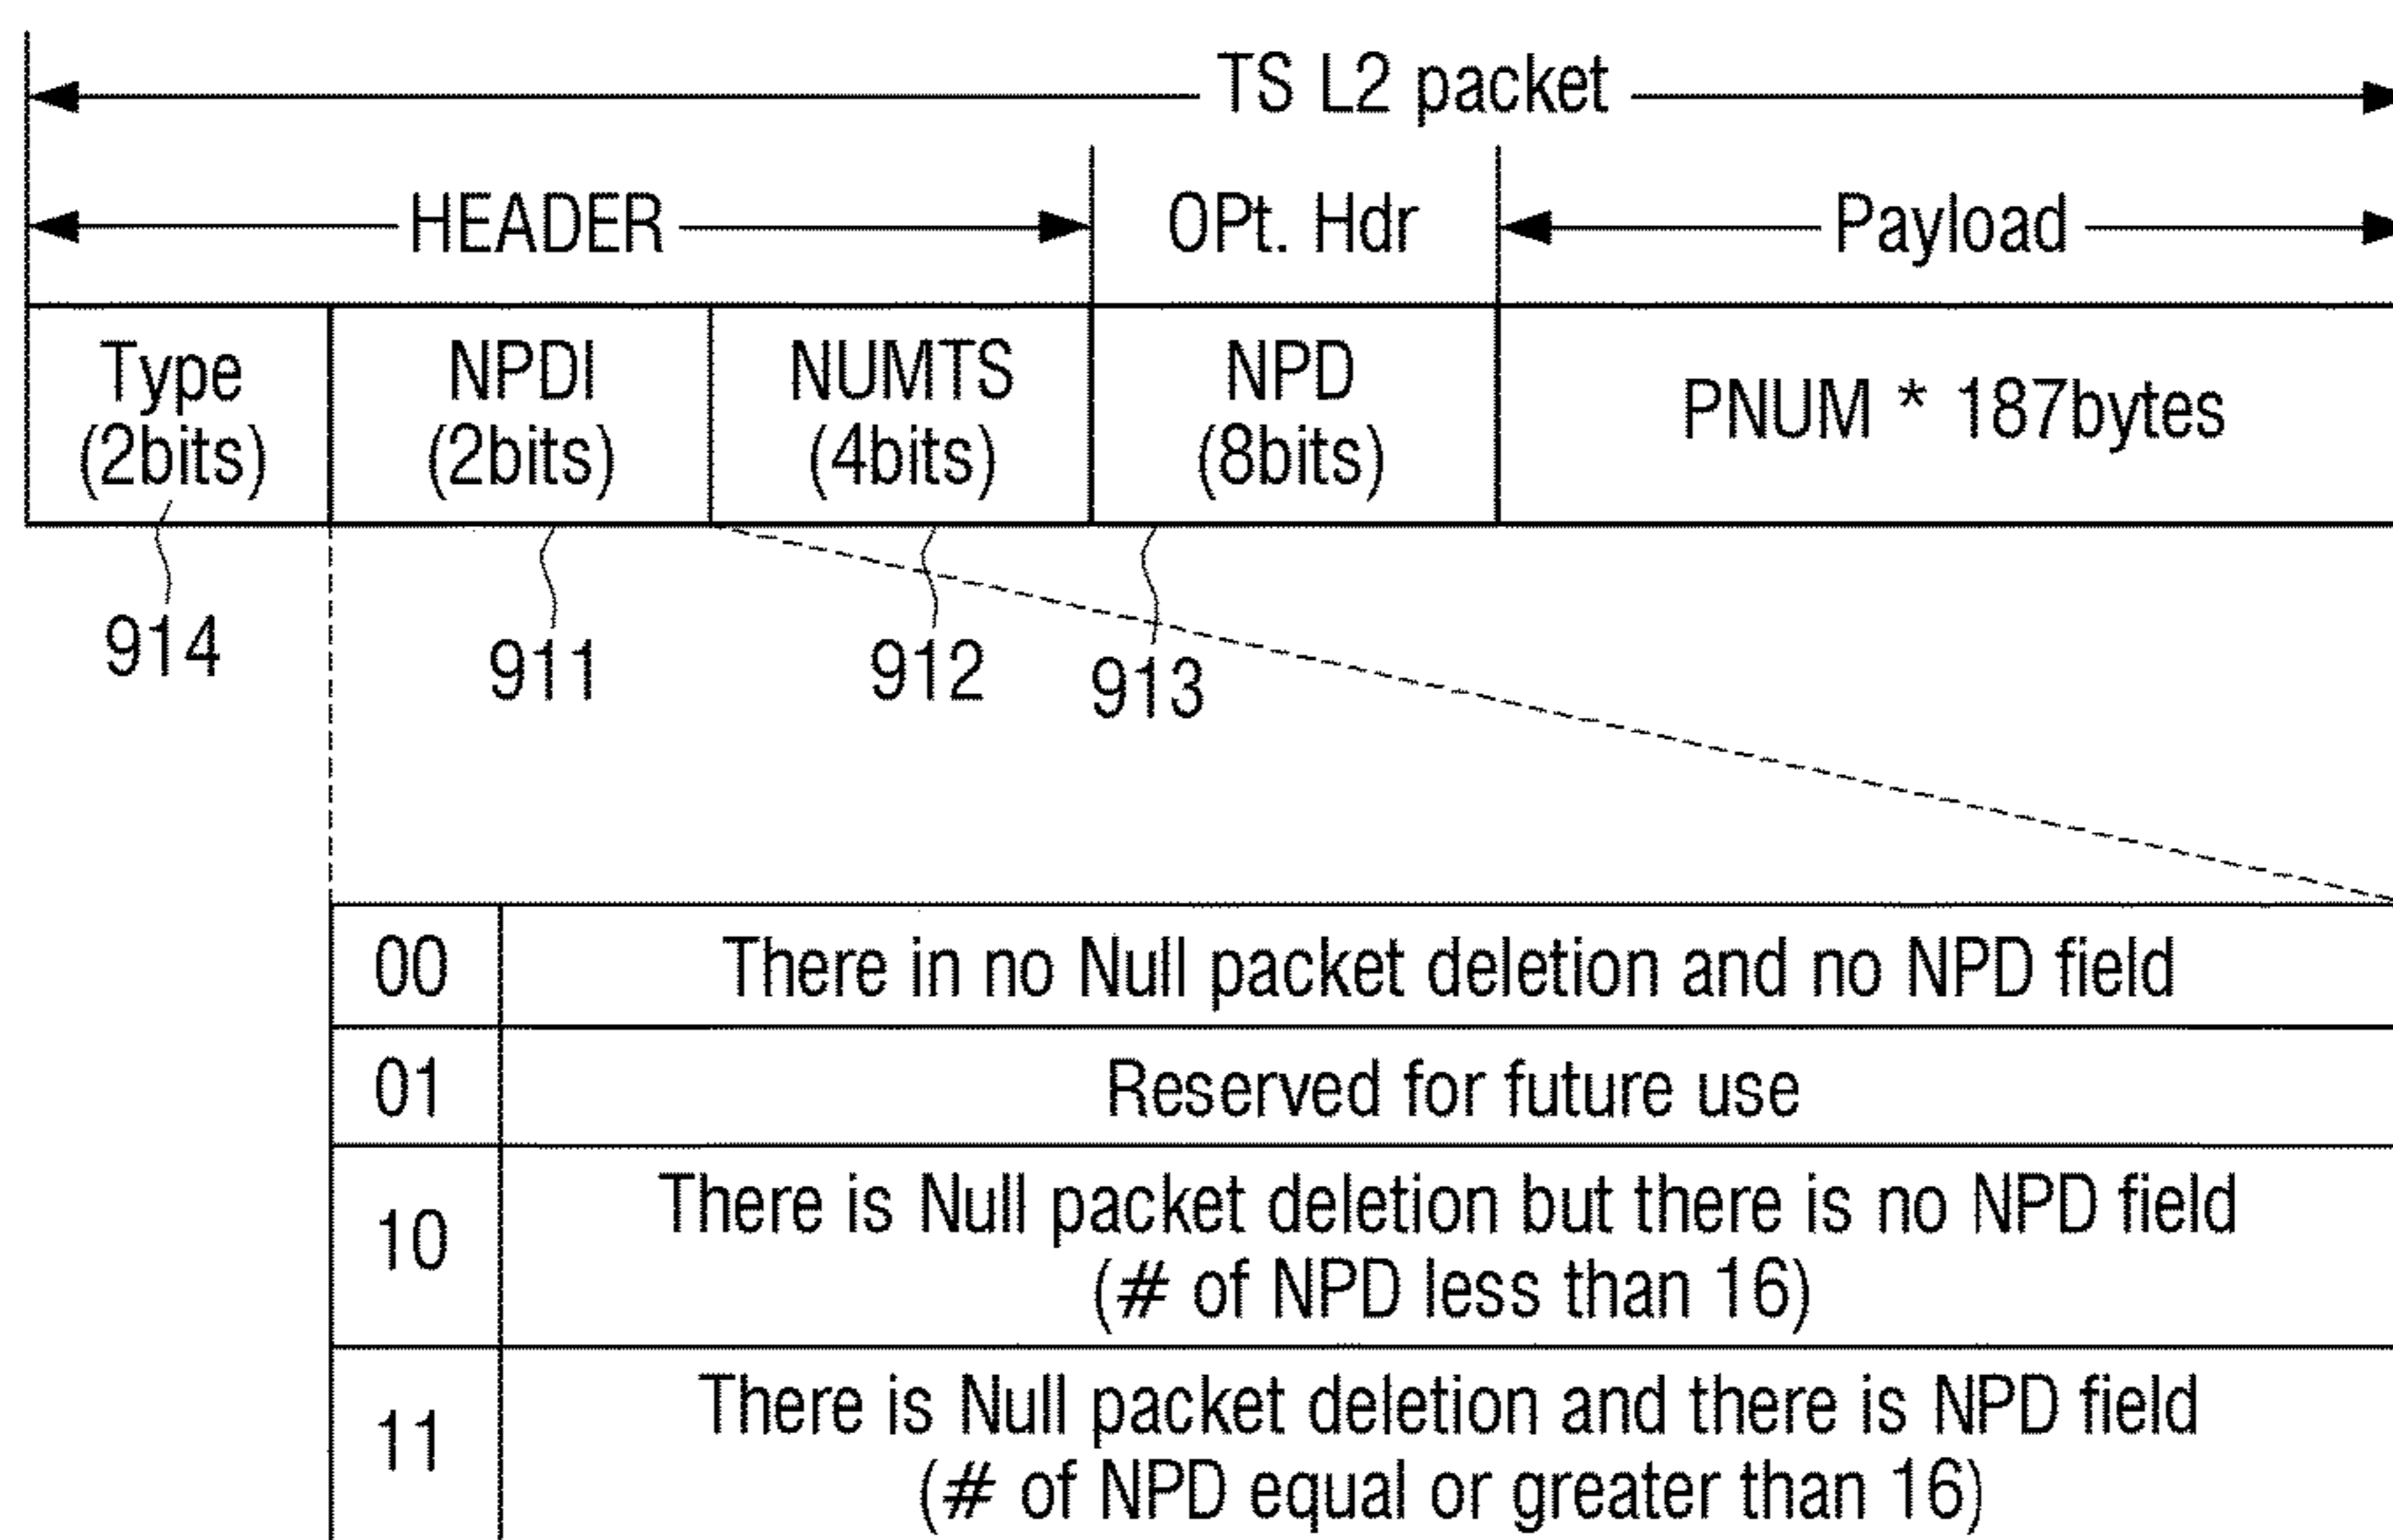 TS L2 packet
HEADER OPt. Hdr Payload
Type NPDI NUMTS NPD PNUM * 187bytes
(2bits) (2bits) (4bits) (8bits)
914 911 912 913
00 There in no Null packet deletion and no NPD field
01 Reserved for future use
10 There is Null packet deletion but there is no NPD field
(# of NPD less than 16)
11 There is Null packet deletion and there is NPD field
(# of NPD equal or greater than 16)